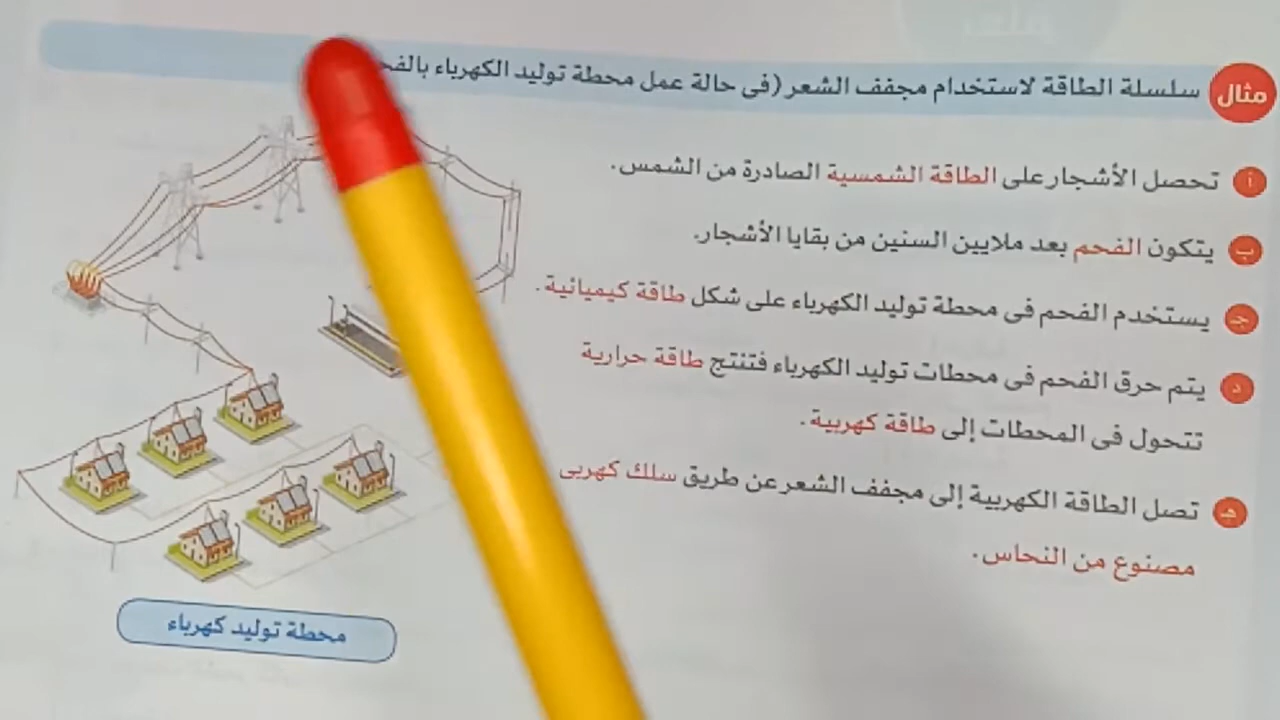 مثال سلسلة الطاقة لاستخدام مجفف الشعر (فى حالة عمل محطة توليد الكهرباء
أ تحصل الأشجار على الطاقة الشمسية الصادرة من الشمس.
ب يتكون الفحم بعد ملايين السنين من بقايا الأشجار.
جـ يستخدم الفحم فى محطة توليد الكهرباء على شكل طاقة كيميائية.
د يتم حرق الفحم فى محطات توليد الكهرباء فتنتج طاقة حرارية
تتحول فى المحطات إلى طاقة كهربية.
هـ تصل الطاقة الكهربية إلى مجفف الشعر عن طريق سلك كهربى
مصنوع من النحاس.
محطة توليد كهرباء